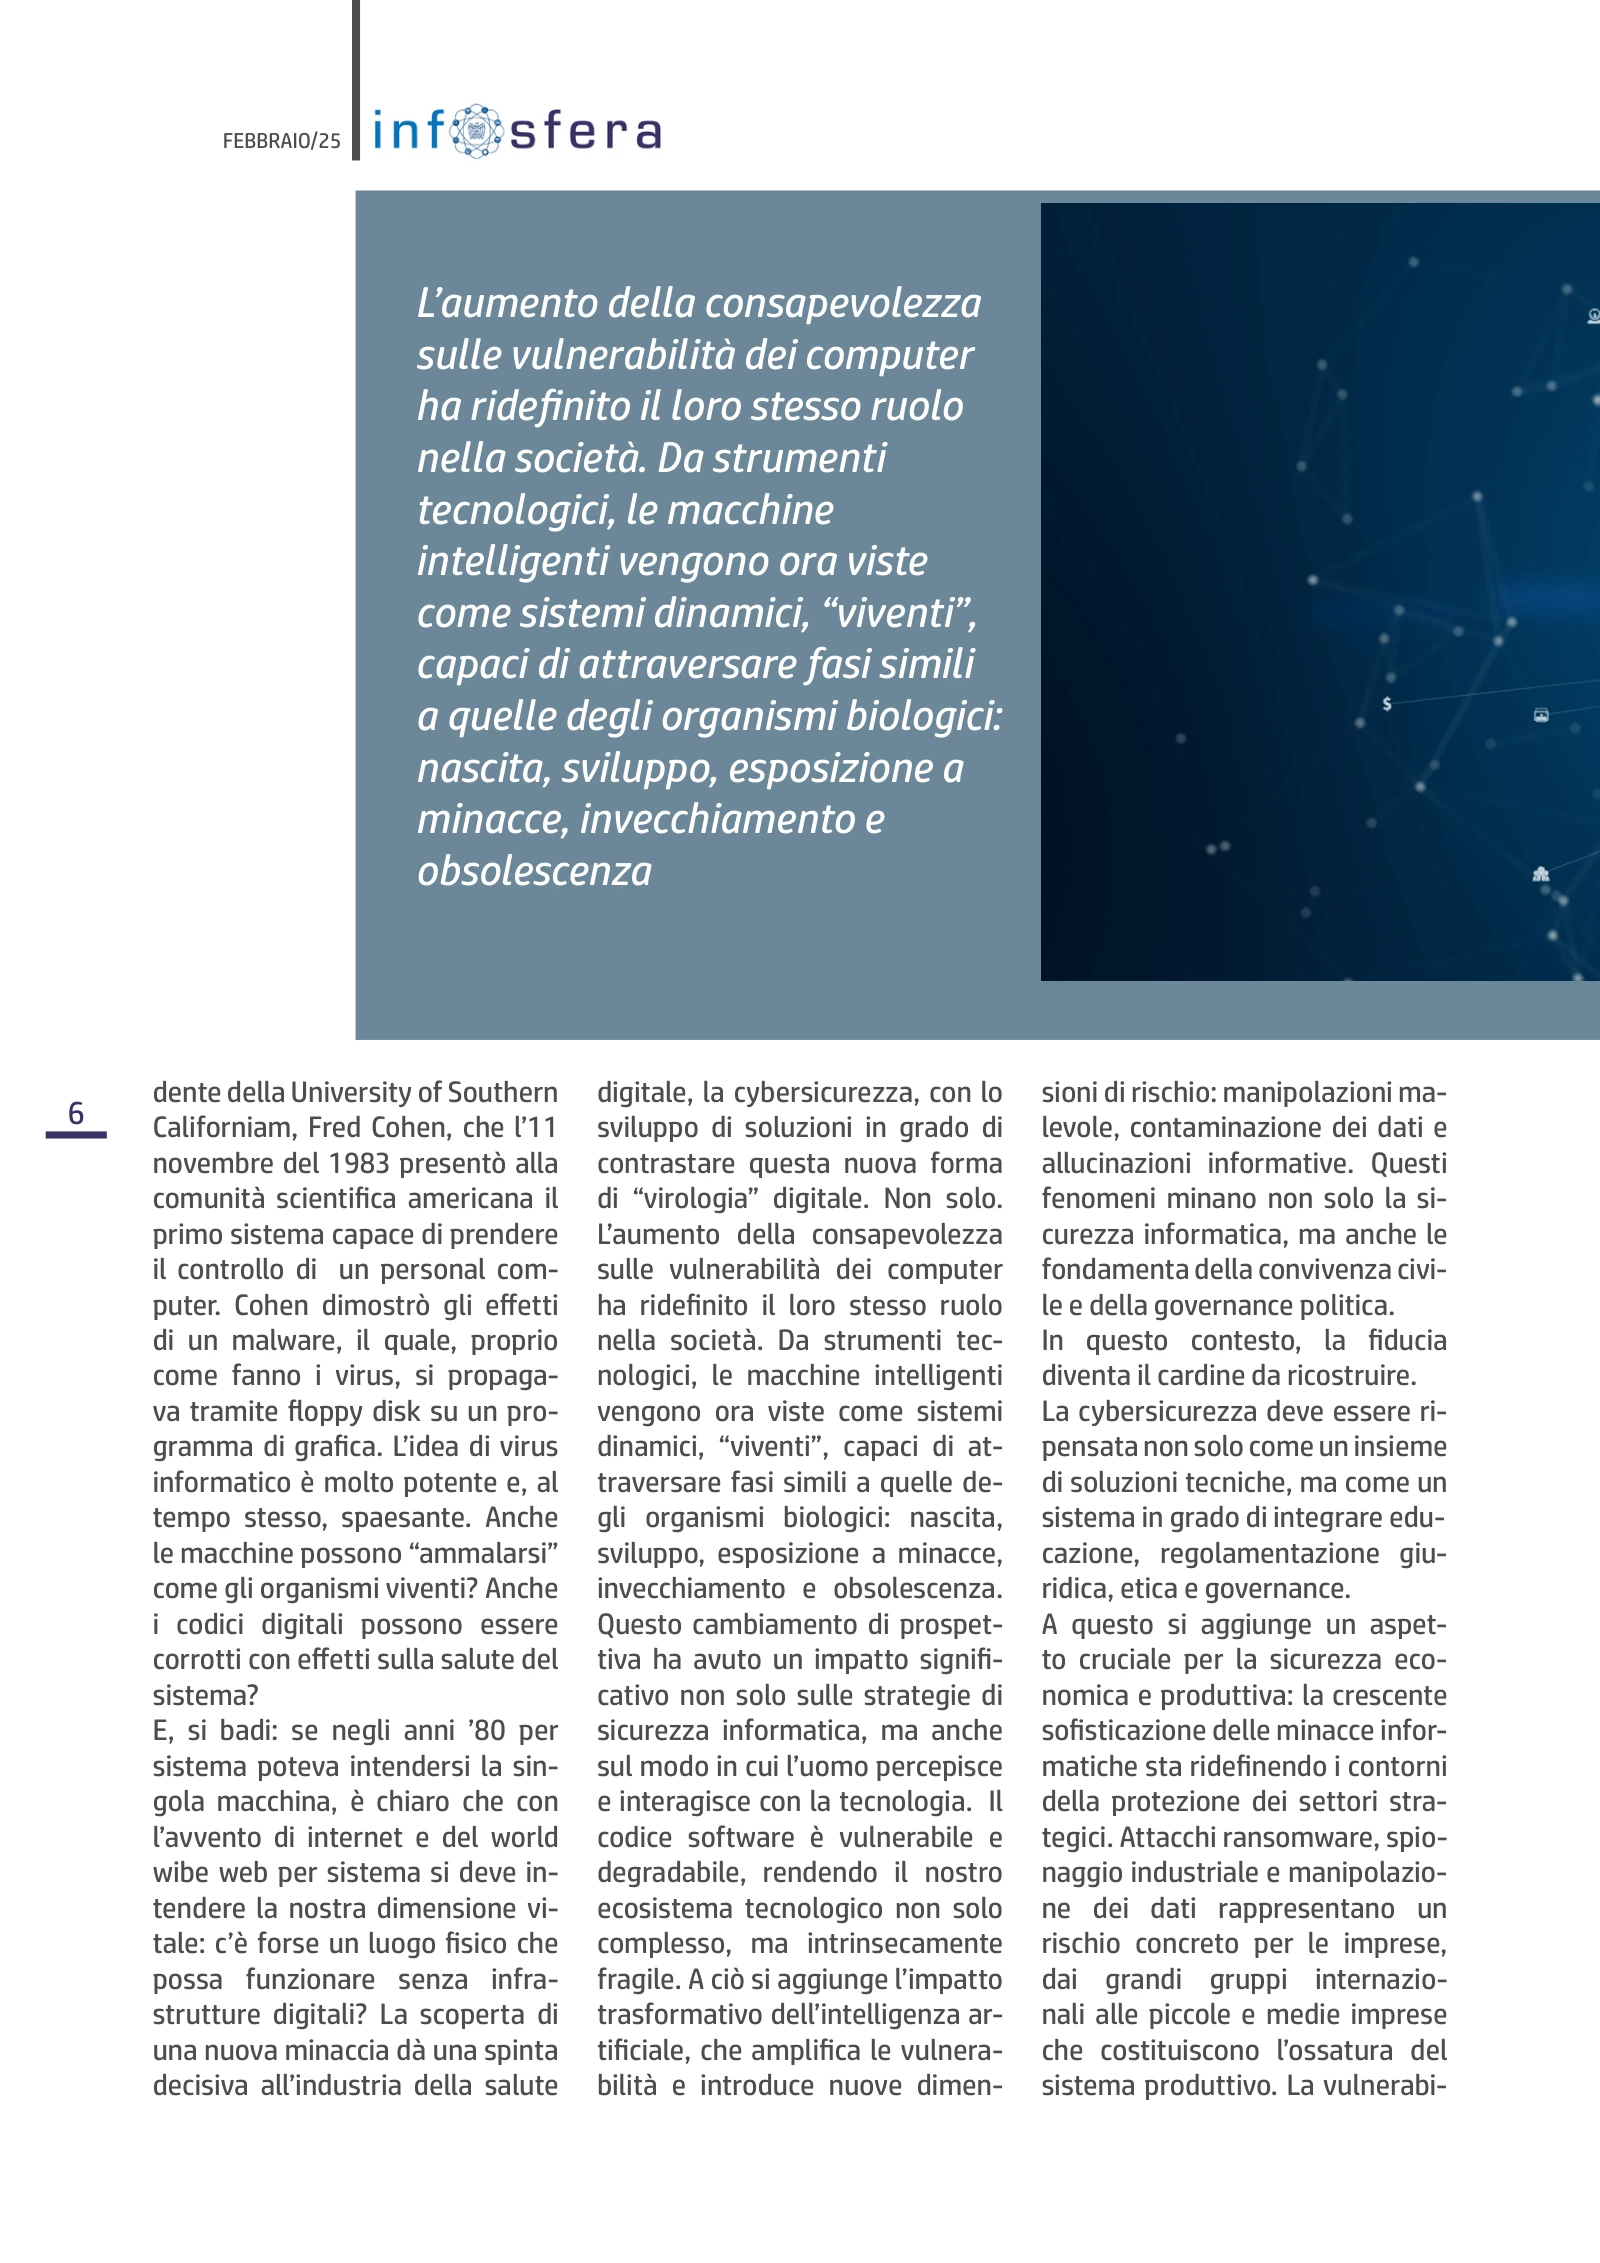 FEBBRAIO/25
infosfera
L’aumento della consapevolezza
sulle vulnerabilità dei computer
ha ridefinito il loro stesso ruolo
nella società. Da strumenti
tecnologici, le macchine
intelligenti vengono ora viste
come sistemi dinamici, “viventi”,
capaci di attraversare fasi simili
a quelle degli organismi biologici:
nascita, sviluppo, esposizione a
minacce, invecchiamento e
obsolescenza
$
6
dente della University of Southern
Californiam, Fred Cohen, che l’11
novembre del 1983 presentò alla
comunità scientifica americana il
primo sistema capace di prendere
il controllo di un personal com-
puter. Cohen dimostrò gli effetti
di un malware, il quale, proprio
come fanno i virus, si propaga-
va tramite floppy disk su un pro-
gramma di grafica. L’idea di virus
informatico è molto potente e, al
tempo stesso, spaesante. Anche
le macchine possono “ammalarsi”
come gli organismi viventi? Anche
i codici digitali possono essere
corrotti con effetti sulla salute del
sistema?
E, si badi: se negli anni ’80 per
sistema poteva intendersi la sin-
gola macchina, è chiaro che con
l’avvento di internet e del world
wibe web per sistema si deve in-
tendere la nostra dimensione vi-
tale: c’è forse un luogo fisico che
possa funzionare senza infra-
strutture digitali? La scoperta di
una nuova minaccia dà una spinta
decisiva all’industria della salute
digitale, la cybersicurezza, con lo
sviluppo di soluzioni in grado di
contrastare questa nuova forma
di “virologia” digitale. Non solo.
L’aumento della consapevolezza
sulle vulnerabilità dei computer
ha ridefinito il loro stesso ruolo
nella società. Da strumenti tec-
nologici, le macchine intelligenti
vengono ora viste come sistemi
dinamici, “viventi”, capaci di at-
traversare fasi simili a quelle de-
gli organismi biologici: nascita,
sviluppo, esposizione a minacce,
invecchiamento e obsolescenza.
Questo cambiamento di prospet-
tiva ha avuto un impatto signifi-
cativo non solo sulle strategie di
sicurezza informatica, ma anche
sul modo in cui l’uomo percepisce
e interagisce con la tecnologia. Il
codice software è vulnerabile e
degradabile, rendendo il nostro
ecosistema tecnologico non solo
complesso, ma intrinsecamente
fragile. A ciò si aggiunge l’impatto
trasformativo dell’intelligenza ar-
tificiale, che amplifica le vulnera-
bilità e introduce nuove dimen-
sioni di rischio: manipolazioni ma-
levole, contaminazione dei dati e
allucinazioni informative. Questi
fenomeni minano non solo la si-
curezza informatica, ma anche le
fondamenta della convivenza civi-
le e della governance politica.
In questo contesto, la fiducia
diventa il cardine da ricostruire.
La cybersicurezza deve essere ri-
pensata non solo come un insieme
di soluzioni tecniche, ma come un
sistema in grado di integrare edu-
cazione, regolamentazione giu-
ridica, etica e governance.
A questo si aggiunge un aspet-
to cruciale per la sicurezza eco-
nomica e produttiva: la crescente
sofisticazione delle minacce infor-
matiche sta ridefinendo i contorni
della protezione dei settori stra-
tegici. Attacchi ransomware, spio-
naggio industriale e manipolazio-
ne dei dati rappresentano un
rischio concreto per le imprese,
dai grandi gruppi internazio-
nali alle piccole e medie imprese
che costituiscono l’ossatura del
sistema produttivo. La vulnerabi-